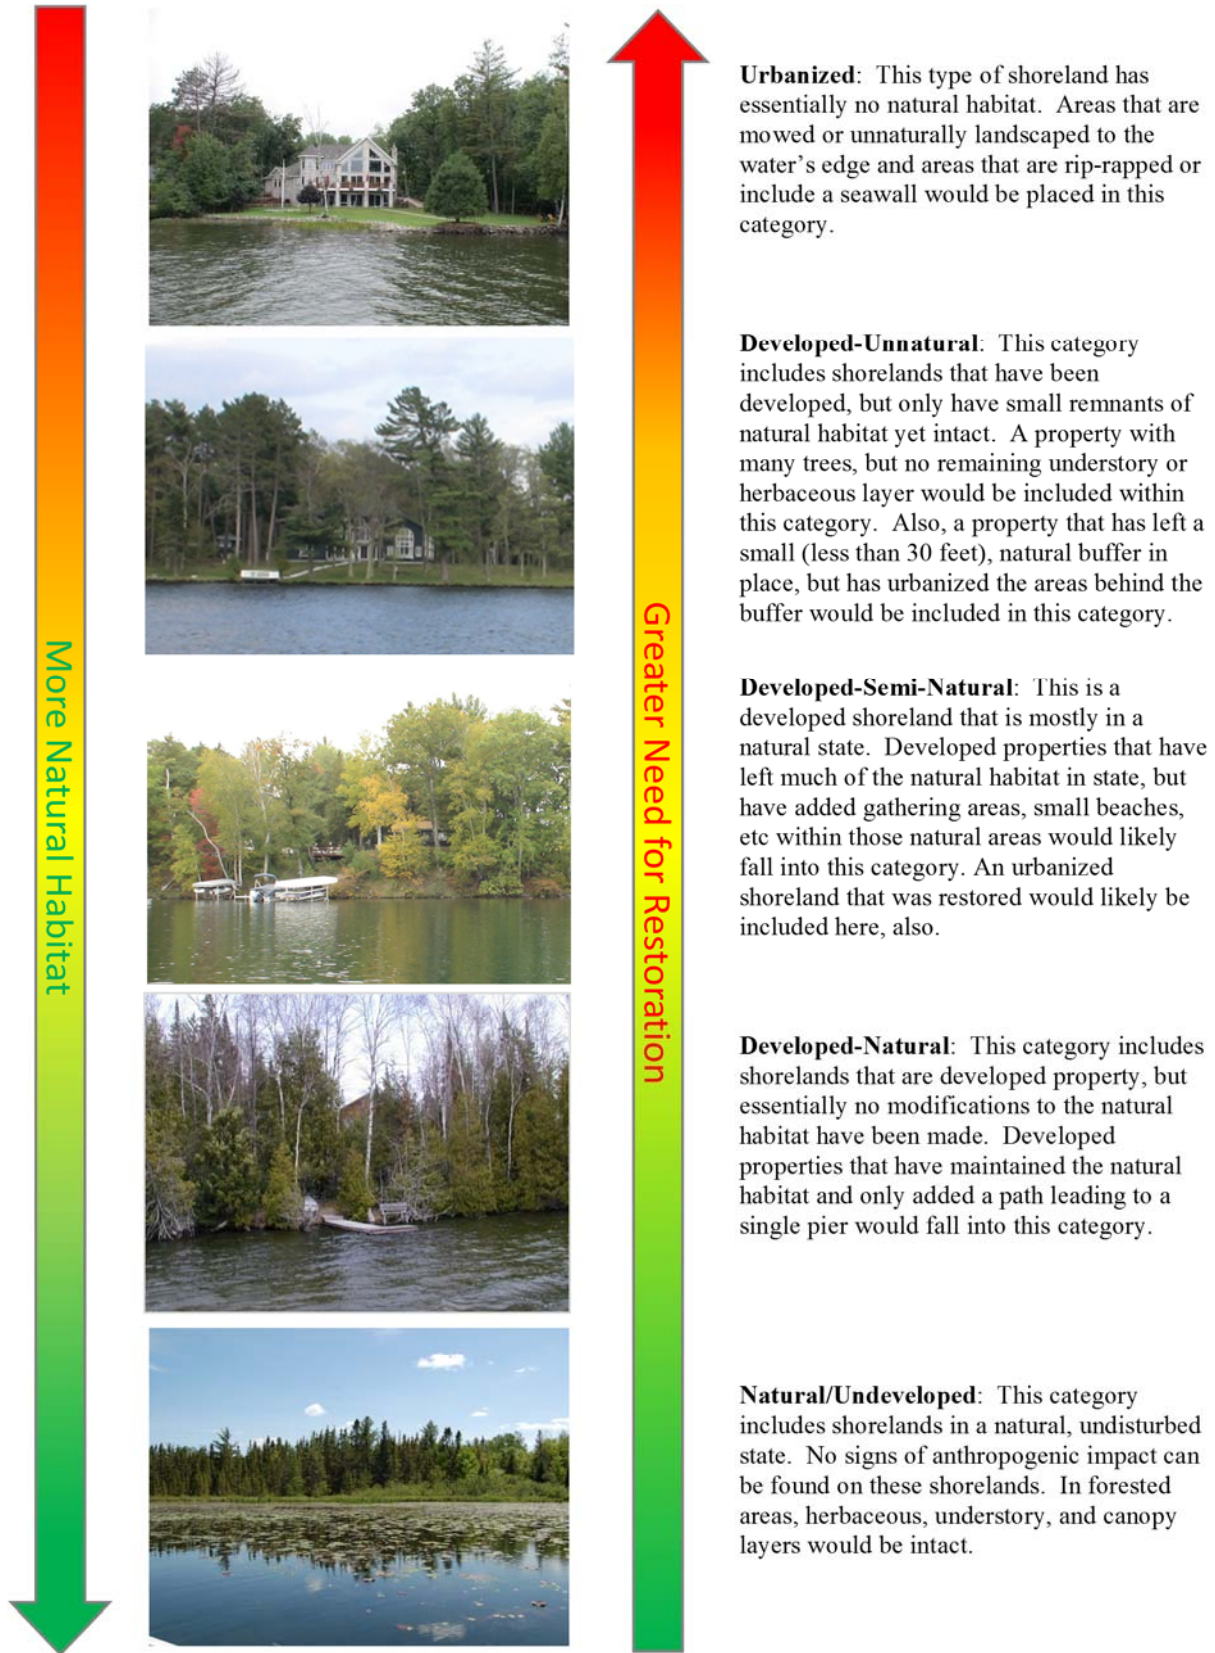 More Natural Habitat
Greater Need for Restoration
Urbanized: This type of shoreland has
essentially no natural habitat. Areas that are
mowed or unnaturally landscaped to the
water's edge and areas that are rip-rapped or
include a seawall would be placed in this
category.
Developed-Unnatural: This category
includes shorelands that have been
developed, but only have small remnants of
natural habitat yet intact. A property with
many trees, but no remaining understory or
herbaceous layer would be included within
this category. Also, a property that has left a
small (less than 30 feet), natural buffer in
place, but has urbanized the areas behind the
buffer would be included in this category.
Developed-Semi-Natural: This is a
developed shoreland that is mostly in a
natural state. Developed properties that have
left much of the natural habitat in state, but
have added gathering areas, small beaches,
etc within those natural areas would likely
fall into this category. An urbanized
shoreland that was restored would likely be
included here, also.
Developed-Natural: This category includes
shorelands that are developed property, but
essentially no modifications to the natural
habitat have been made. Developed
properties that have maintained the natural
habitat and only added a path leading to a
single pier would fall into this category.
Natural/Undeveloped: This category
includes shorelands in a natural, undisturbed
state. No signs of anthropogenic impact can
be found on these shorelands. In forested
areas, herbaceous, understory, and canopy
layers would be intact.